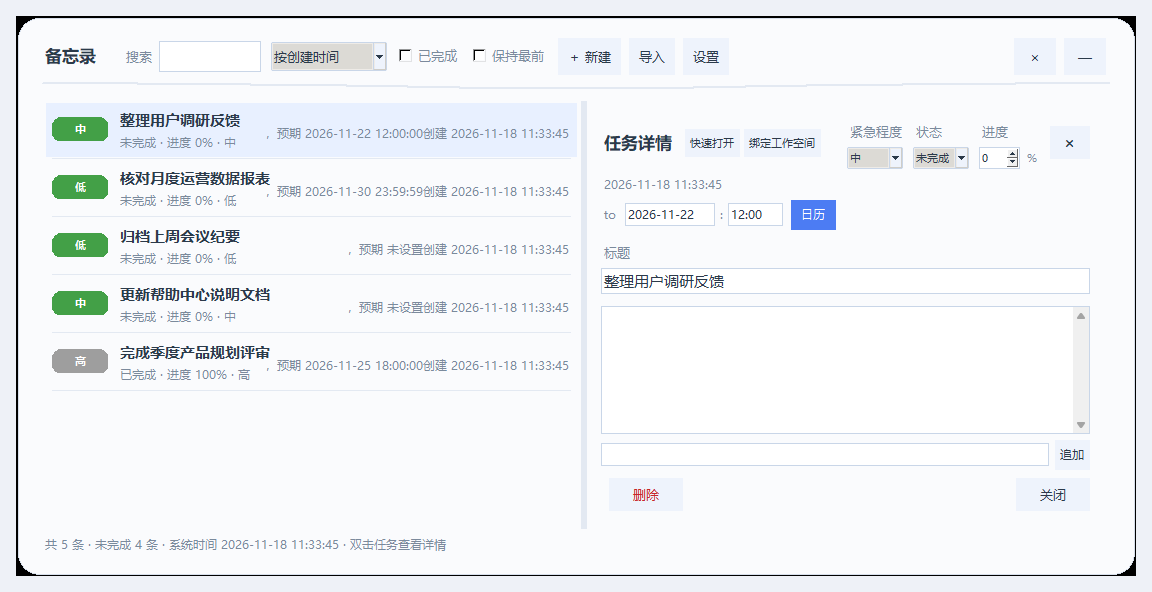 备忘录 搜索 按创建时间 已完成 保持最前 + 新建 导入 设置 × —
中 整理用户调研反馈 , 预期 2026-11-22 12:00:00创建 2026-11-18 11:33:45
未完成 · 进度 0% · 中
低 核对月度运营数据报表 , 预期 2026-11-30 23:59:59创建 2026-11-18 11:33:45
未完成 · 进度 0% · 低
低 归档上周会议纪要 , 预期 未设置创建 2026-11-18 11:33:45
未完成 · 进度 0% · 低
中 更新帮助中心说明文档 , 预期 未设置创建 2026-11-18 11:33:45
未完成 · 进度 0% · 中
高 完成季度产品规划评审 , 预期 2026-11-25 18:00:00创建 2026-11-18 11:33:45
已完成 · 进度 100% · 高
任务详情 快速打开 绑定工作空间
紧急程度 状态 进度
中 未完成 0 % ×
2026-11-18 11:33:45
to 2026-11-22 : 12:00 日历
标题
整理用户调研反馈
追加
删除 关闭
共 5 条 · 未完成 4 条 · 系统时间 2026-11-18 11:33:45 · 双击任务查看详情